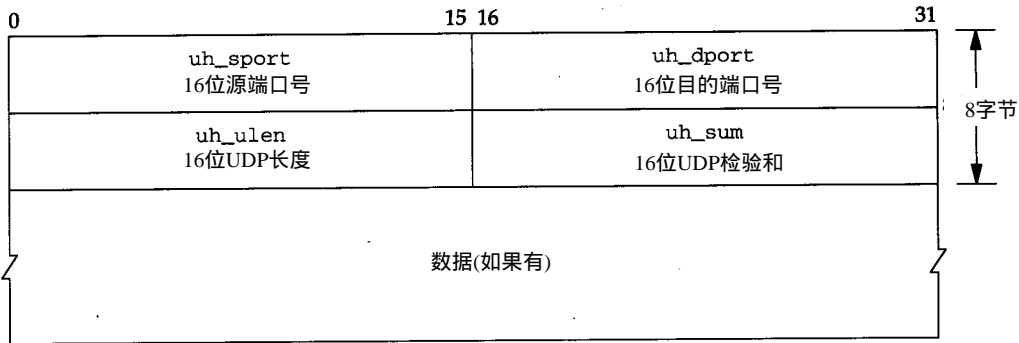 0 15 16 31
uh_sport uh_dport
16位源端口号 16位目的端口号
8字节
uh_ulen uh_sum
16位UDP长度 16位UDP检验和
数据(如果有)